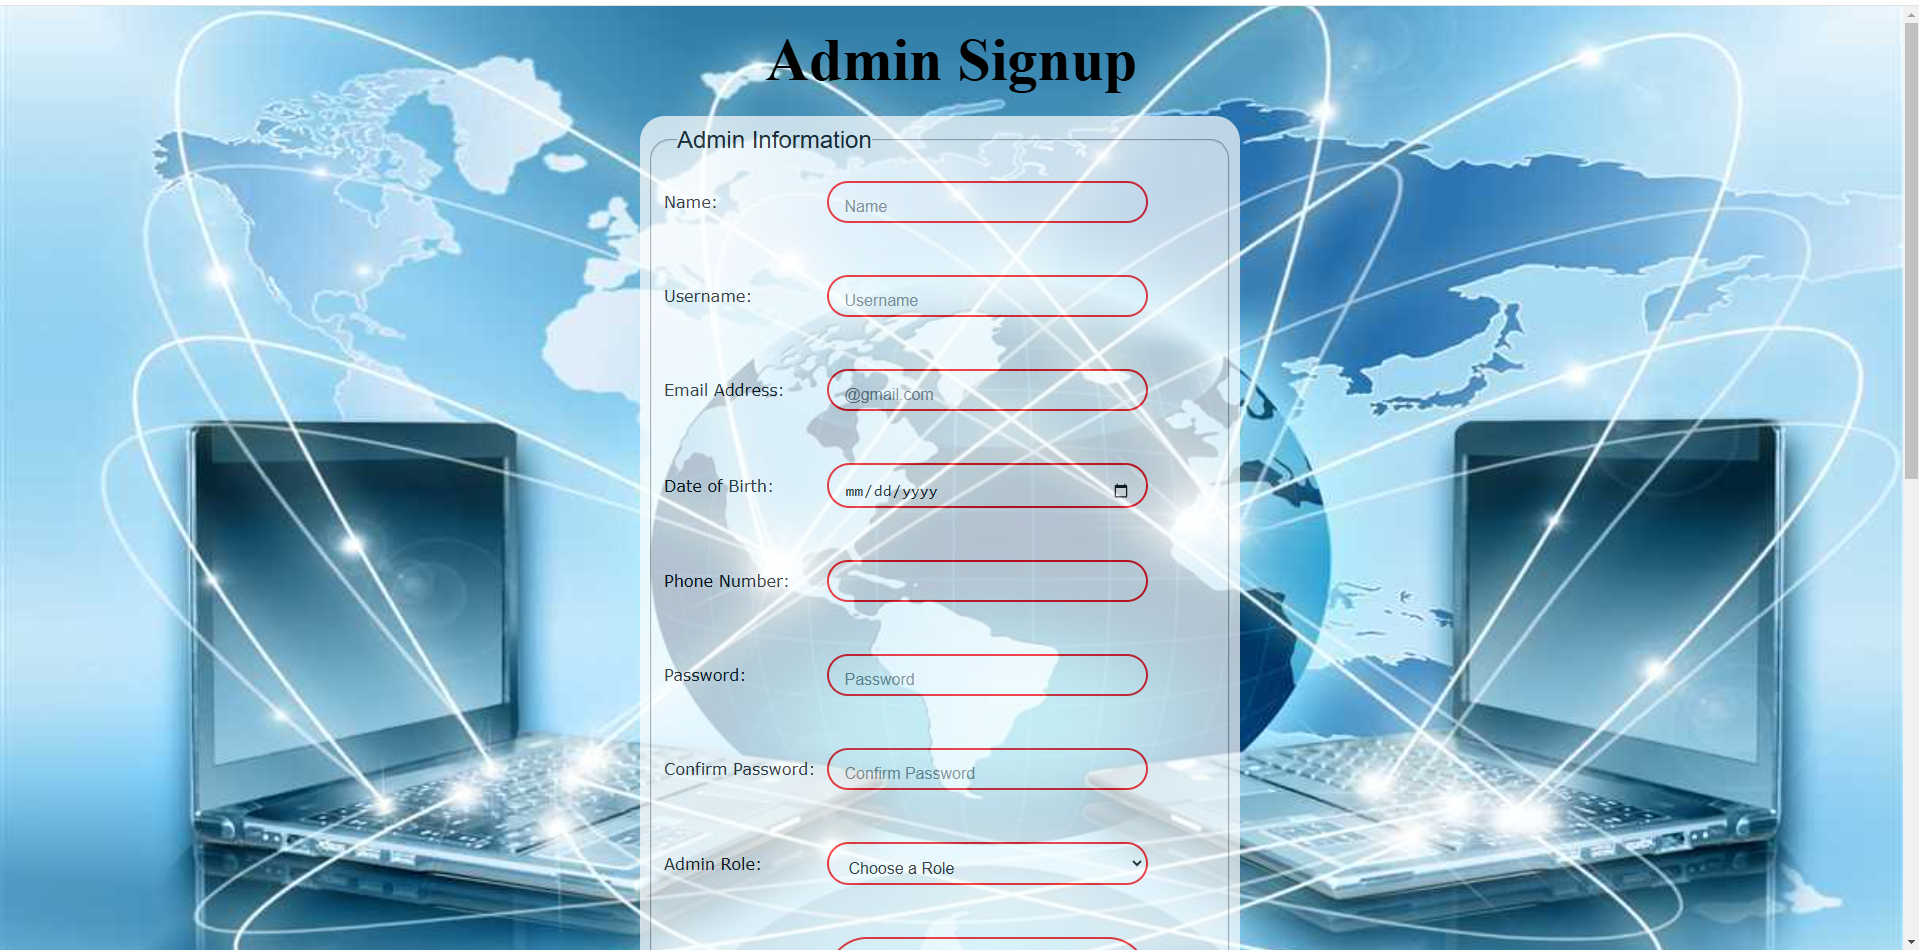 Admin Signup
Admin Information
Name:
Name
Username:
Username
Email Address:
@gmail.com
Date of Birth:
mm/dd/yyyy
Phone Number:
Password:
Password
Confirm Password:
Confirm Password
Admin Role:
Choose a Role